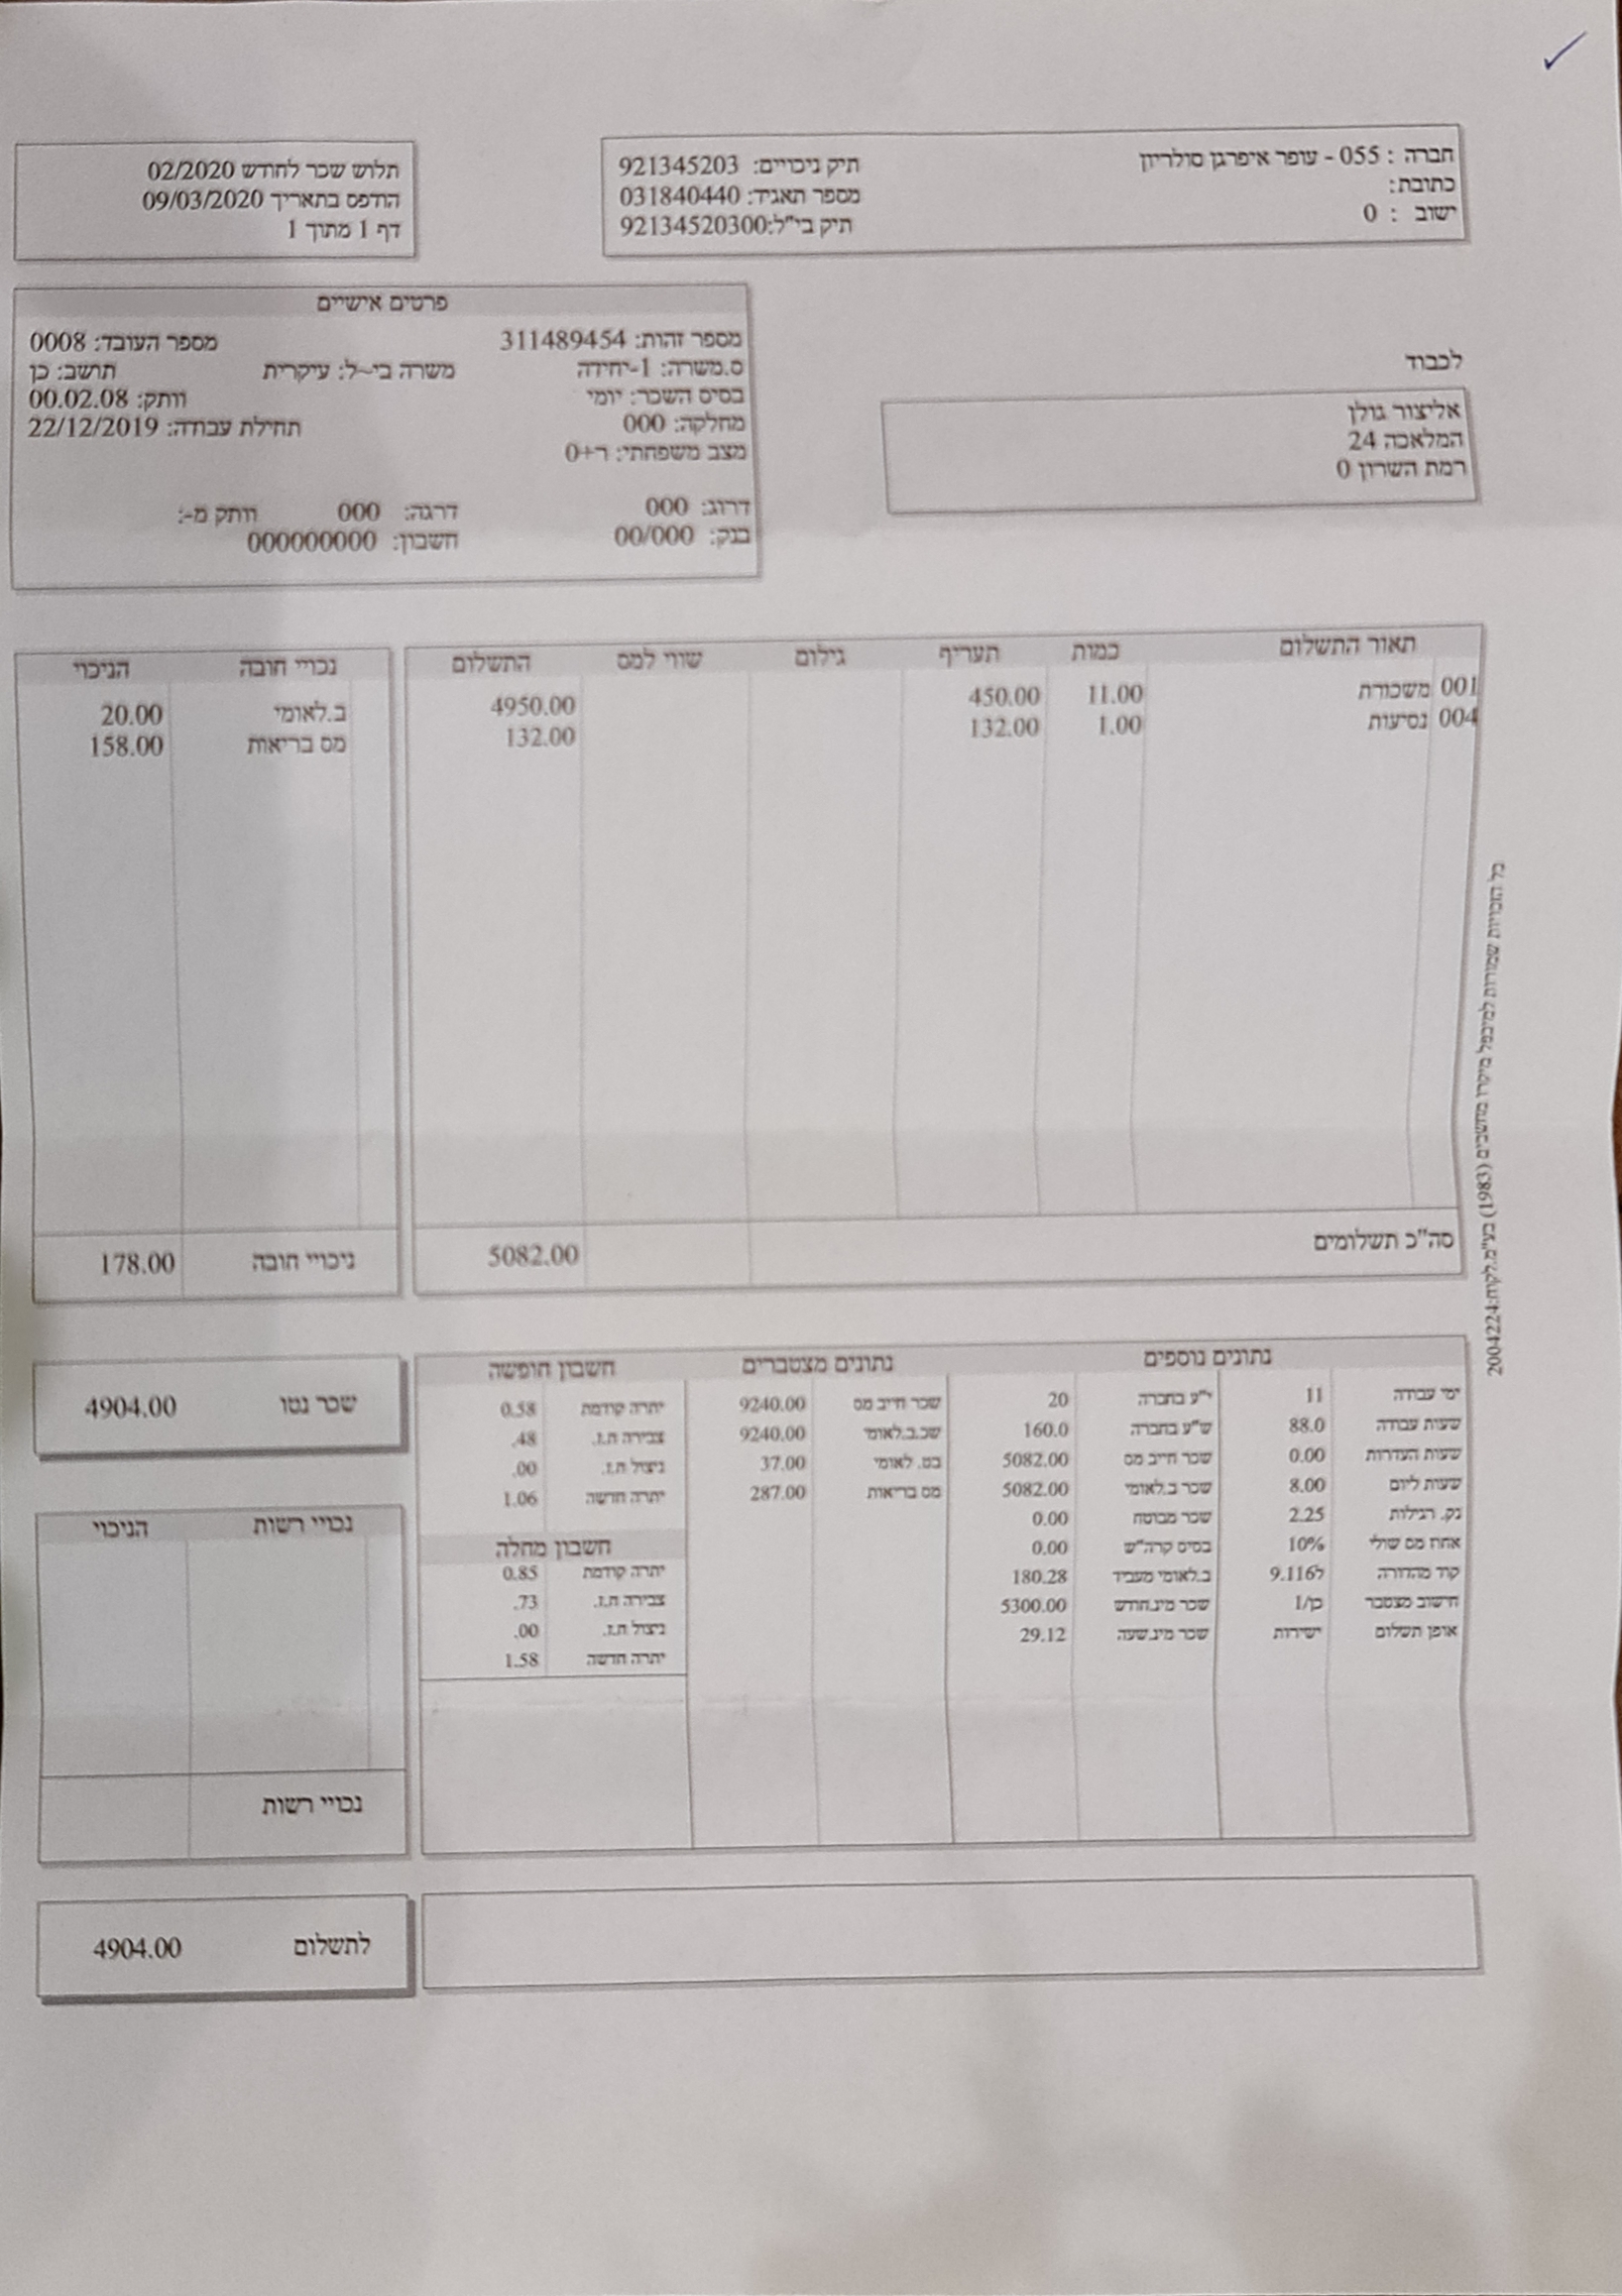 חברה : 055 - עופר איפרגן סולריון
כתובת:
ישוב : 0
תיק ניכויים: 921345203
מספר תאגיד: 031840440
תיק בי"ל:92134520300
תלוש שכר לחודש 02/2020
הודפס בתאריך 09/03/2020
דף 1 מתוך 1
פרטים אישיים
מספר זהות: 311489454 מספר העובד: 0008
ס.משרה: 1-יחידה משרה בי~ל: עיקרית תושב: כן
בסיס השכר: יומי וותק: 00.02.08
מחלקה: 000 תחילת עבודה: 22/12/2019
מצב משפחתי: ר+0
דרוג: 000 דרגה: 000 וותק מ-:
בנק: 00/000 חשבון: 000000000
לכבוד
אליצור גולן
המלאכה 24
רמת השרון 0
תאור התשלום כמות תעריף גילום שווי למס התשלום
001 משכורת 11.00 450.00 4950.00
004 נסיעות 1.00 132.00 132.00
סה"כ תשלומים 5082.00
נכויי חובה הניכוי
ב.לאומי 20.00
מס בריאות 158.00
ניכויי חובה 178.00
כל הזכויות שמורות למיכפל מיקרו מחשבים (1983) בע"מ.לקוח:2004224
נתונים נוספים
ימי עבודה 11 י"ע בחברה 20
שעות עבודה 88.0 ש"ע בחברה 160.0
שעות העדרות 0.00 שכר חייב מס 5082.00
שעות ליום 8.00 שכר ב.לאומי 5082.00
נק. רגילות 2.25 שכר מבוטח 0.00
אחוז מס שולי 10% בסיס קרה"ש 0.00
קוד מהדורה 9.116ל ב.לאומי מעביד 180.28
חישוב מצטבר כן/1 שכר מינ.חודש 5300.00
אופן תשלום ישירות שכר מינ.שעה 29.12
נתונים מצטברים
שכר חייב מס 9240.00
שכ.ב.לאומי 9240.00
בט. לאומי 37.00
מס בריאות 287.00
חשבון חופשה
יתרה קודמת 0.58
צבירה ח.ז. .48
ניצול ח.ז. .00
יתרה חדשה 1.06
חשבון מחלה
יתרה קודמת 0.85
צבירה ח.ז. .73
ניצול ח.ז. .00
יתרה חדשה 1.58
שכר נטו 4904.00
נכויי רשות הניכוי
נכויי רשות
לתשלום 4904.00